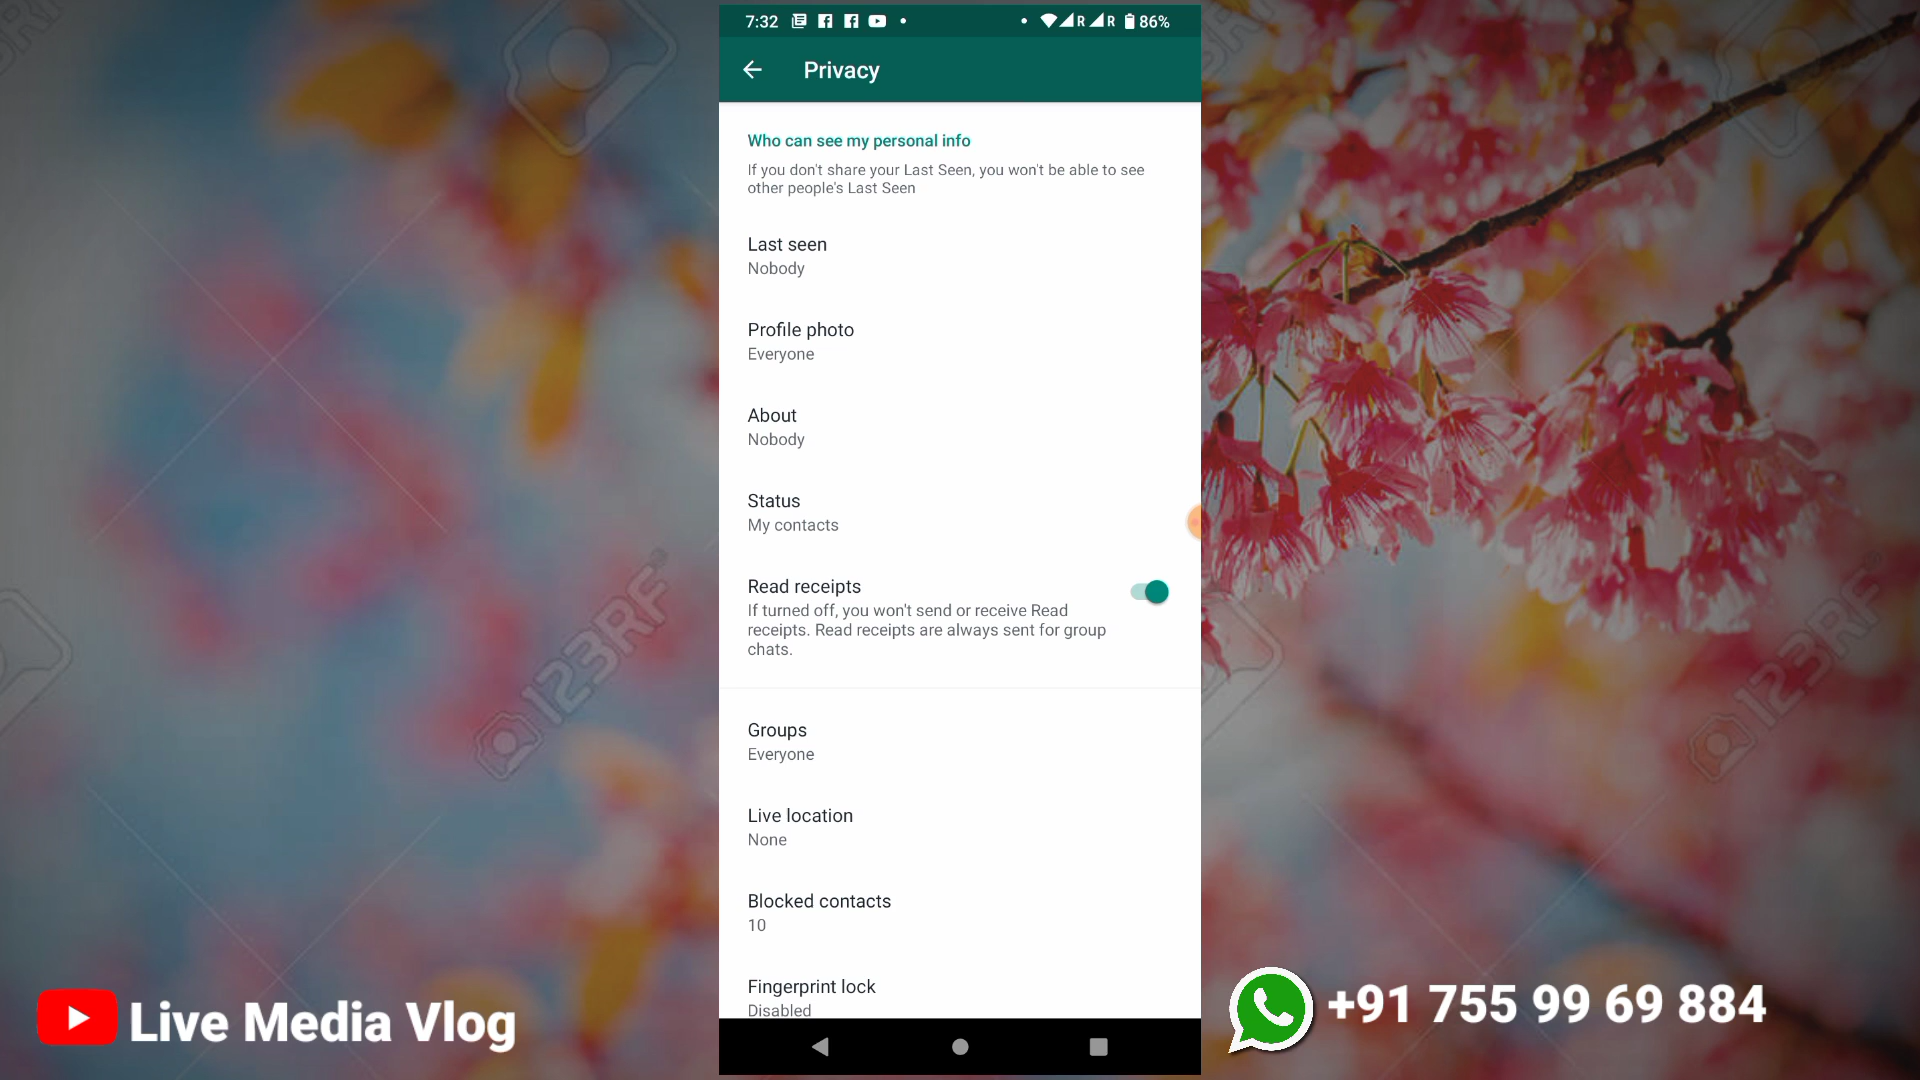 7:32
R
R
86%
Privacy
Who can see my personal info
If you don't share your Last Seen, you won't be able to see
other people's Last Seen
Last seen
Nobody
Profile photo
Everyone
About
Nobody
Status
My contacts
Read receipts
If turned off, you won't send or receive Read
receipts. Read receipts are always sent for group
chats.
Groups
Everyone
Live location
None
Blocked contacts
10
Fingerprint lock
Disabled
Live Media Vlog
+91 755 99 69 884
123RF
123RF